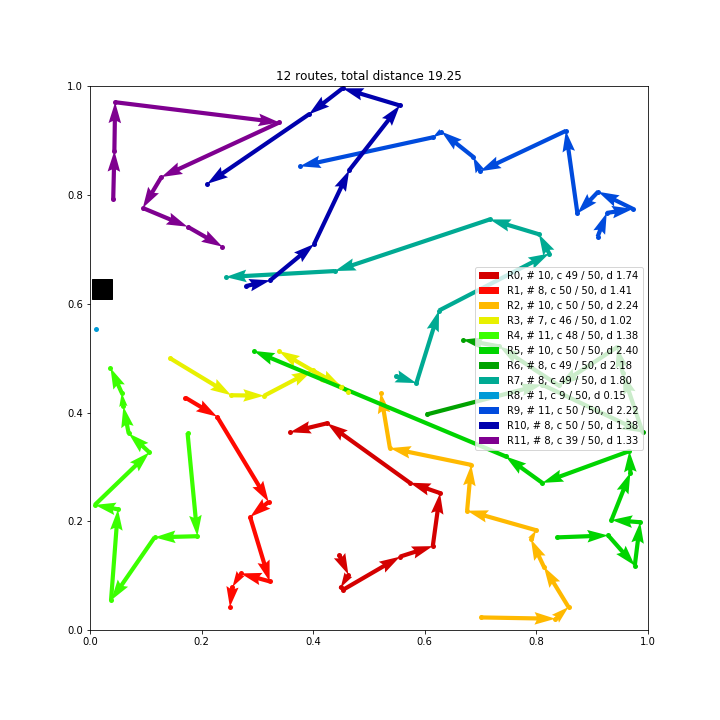 12 routes, total distance 19.25
1.0
0.8
0.6
0.4
0.2
0.0
R0, # 10, c 49 / 50, d 1.74
R1, # 8, c 50 / 50, d 1.41
R2, # 10, c 50 / 50, d 2.24
R3, # 7, c 46 / 50, d 1.02
R4, # 11, c 48 / 50, d 1.38
R5, # 10, c 50 / 50, d 2.40
R6, # 8, c 49 / 50, d 2.18
R7, # 8, c 49 / 50, d 1.80
R8, # 1, c 9 / 50, d 0.15
R9, # 11, c 50 / 50, d 2.22
R10, # 8, c 50 / 50, d 1.38
R11, # 8, c 39 / 50, d 1.33
0.0 0.2 0.4 0.6 0.8 1.0